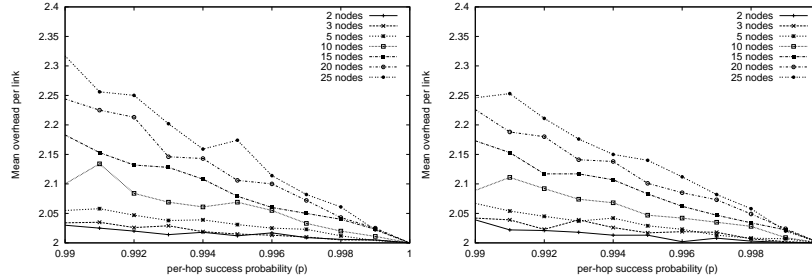 2.4
2.35
2.3
2.25
2.2
2.15
2.1
2.05
2
0.99 0.992 0.994 0.996 0.998 1
Mean overhead per link
per-hop success probability (p)
2 nodes
3 nodes
5 nodes
10 nodes
15 nodes
20 nodes
25 nodes
2.4
2.35
2.3
2.25
2.2
2.15
2.1
2.05
2
0.99 0.992 0.994 0.996 0.998 1
Mean overhead per link
per-hop success probability (p)
2 nodes
3 nodes
5 nodes
10 nodes
15 nodes
20 nodes
25 nodes